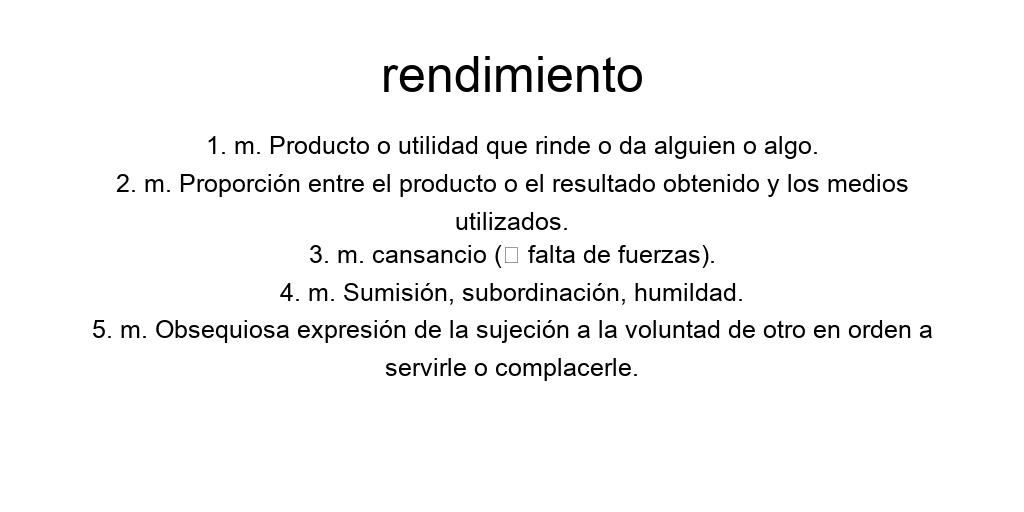 rendimiento
1. m. Producto o utilidad que rinde o da alguien o algo.
2. m. Proporción entre el producto o el resultado obtenido y los medios
utilizados.
3. m. cansancio (□ falta de fuerzas).
4. m. Sumisión, subordinación, humildad.
5. m. Obsequiosa expresión de la sujeción a la voluntad de otro en orden a
servirle o complacerle.